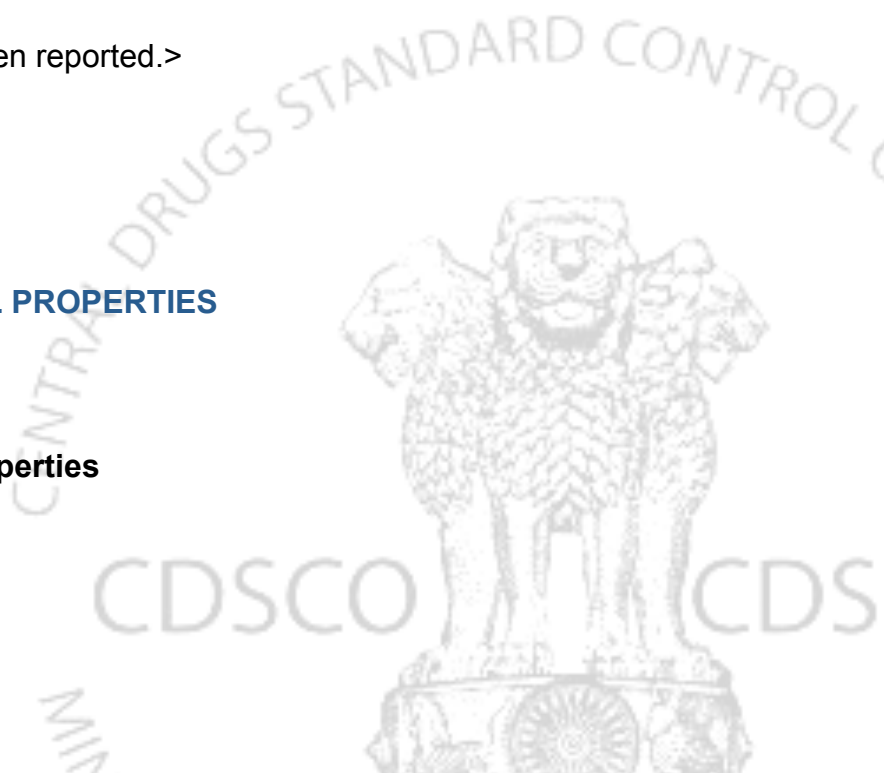 en reported.>
CENTRAL DRUGS STANDARD CONTROL
L PROPERTIES
perties
CDSCO CDS